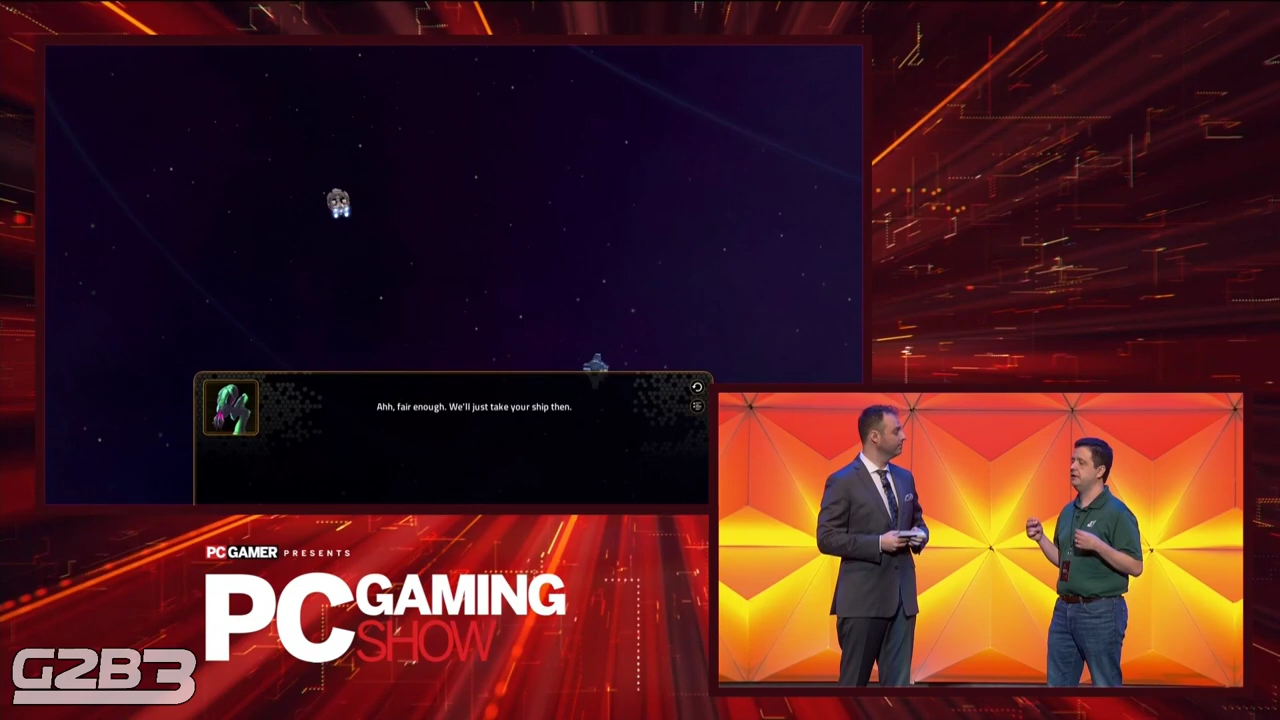 Ahh, fair enough. We'll just take your ship then.
PC GAMER PRESENTS
PC GAMING
SHOW
G2B3